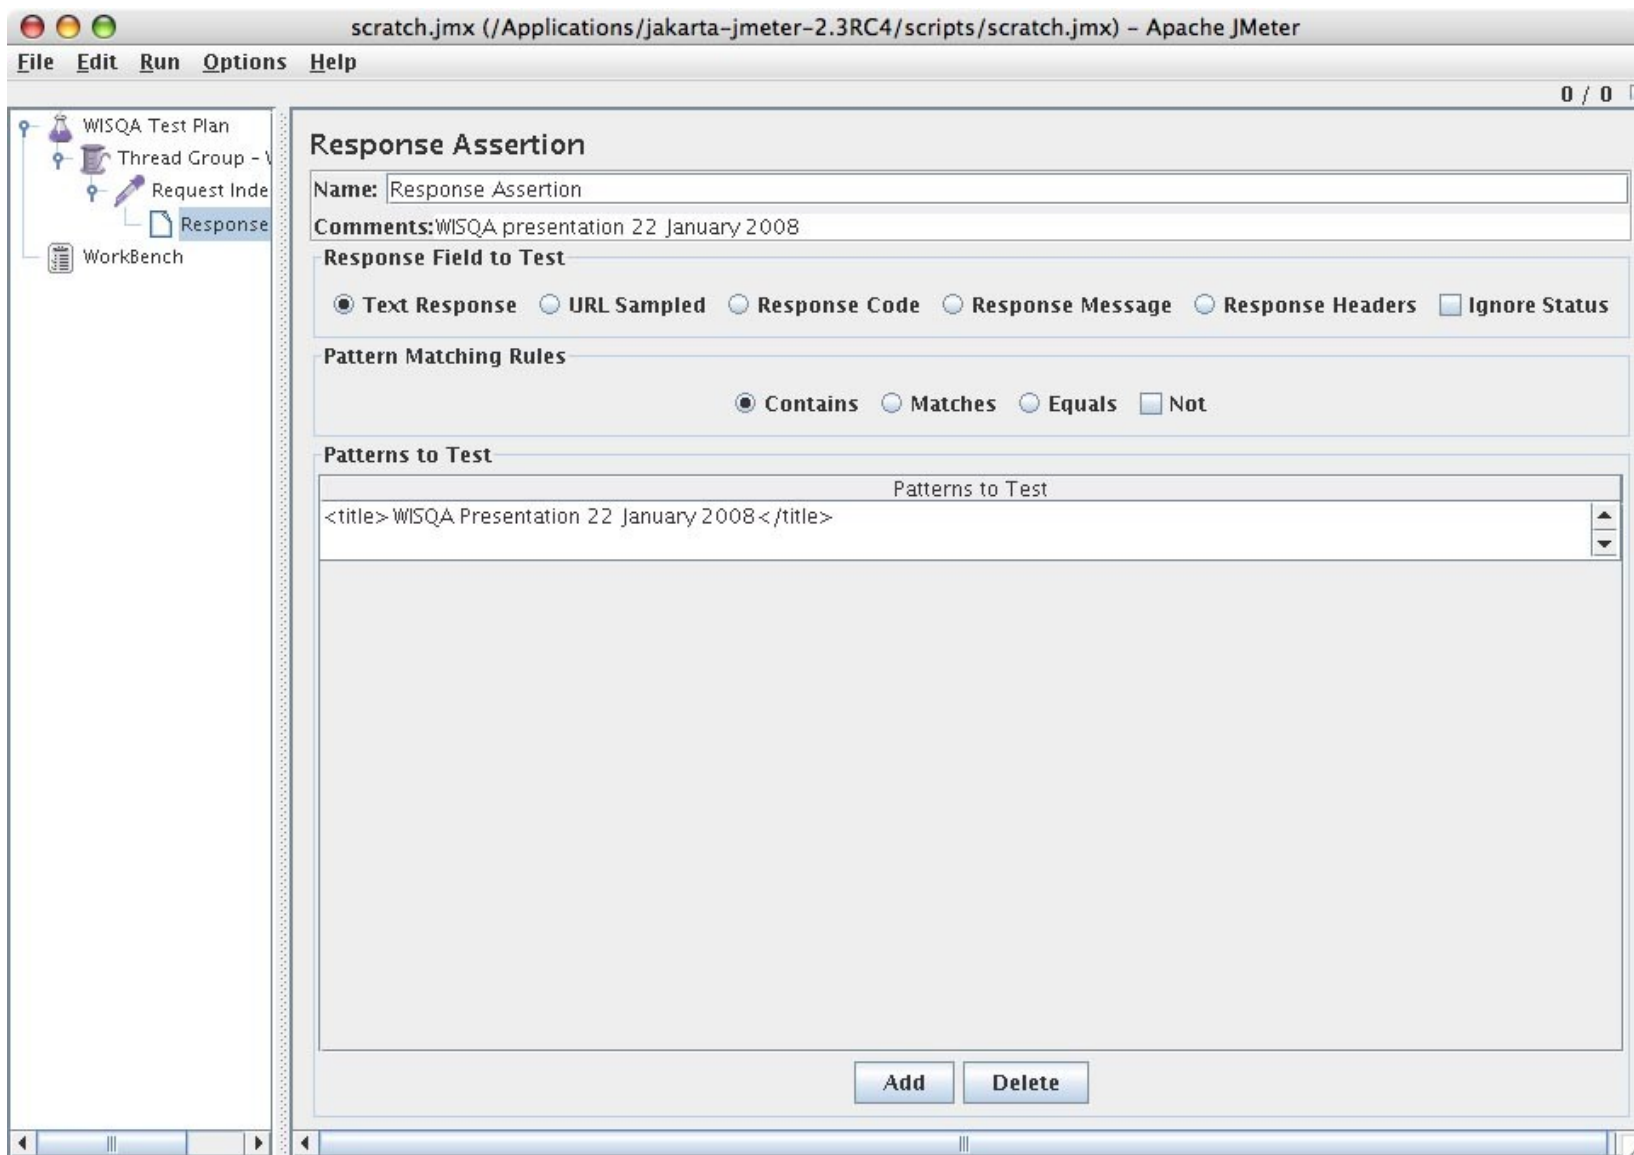 scratch.jmx (/Applications/jakarta-jmeter-2.3RC4/scripts/scratch.jmx) – Apache JMeter
File Edit Run Options Help
0 / 0
WISQA Test Plan
Thread Group -
Request Inde
Response
WorkBench
Response Assertion
Name: Response Assertion
Comments: WISQA presentation 22 January 2008
Response Field to Test
Text Response URL Sampled Response Code Response Message Response Headers Ignore Status
Pattern Matching Rules
Contains Matches Equals Not
Patterns to Test
Patterns to Test
<title>WISQA Presentation 22 January 2008</title>
Add Delete